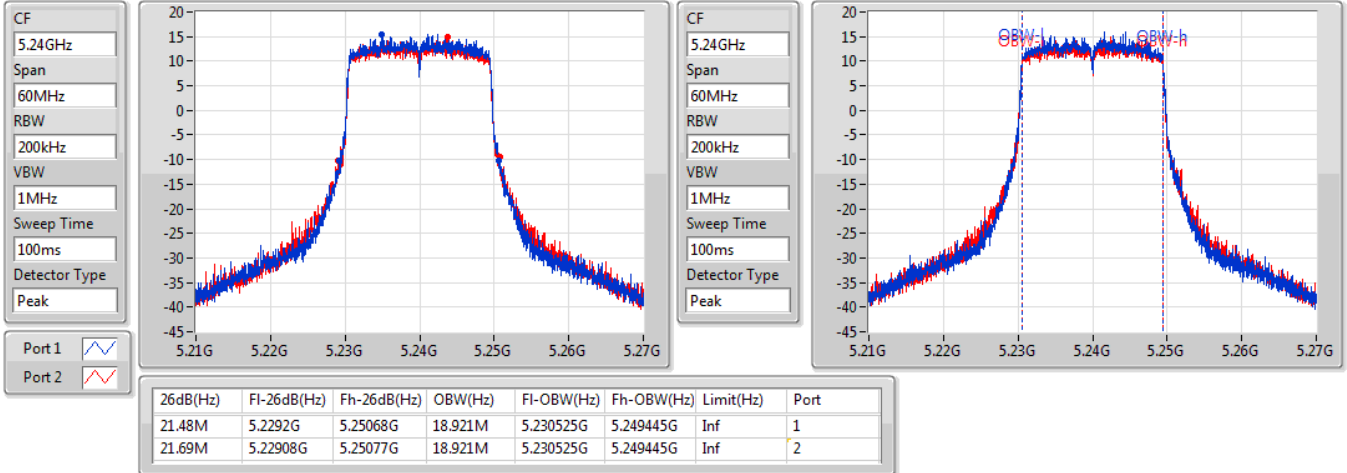 CF
5.24GHz
Span
60MHz
RBW
200kHz
VBW
1MHz
Sweep Time
100ms
Detector Type
Peak
Port 1
Port 2
20
15
10
5
0
-5
-10
-15
-20
-25
-30
-35
-40
-45
5.21G 5.22G 5.23G 5.24G 5.25G 5.26G 5.27G
CF
5.24GHz
Span
60MHz
RBW
200kHz
VBW
1MHz
Sweep Time
100ms
Detector Type
Peak
20
15
10
5
0
-5
-10
-15
-20
-25
-30
-35
-40
-45
OBW-l OBW-h
OBW-l OBW-h
5.21G 5.22G 5.23G 5.24G 5.25G 5.26G 5.27G
26dB(Hz) Fl-26dB(Hz) Fh-26dB(Hz) OBW(Hz) Fl-OBW(Hz) Fh-OBW(Hz) Limit(Hz) Port
21.48M 5.2292G 5.25068G 18.921M 5.230525G 5.249445G Inf 1
21.69M 5.22908G 5.25077G 18.921M 5.230525G 5.249445G Inf 2